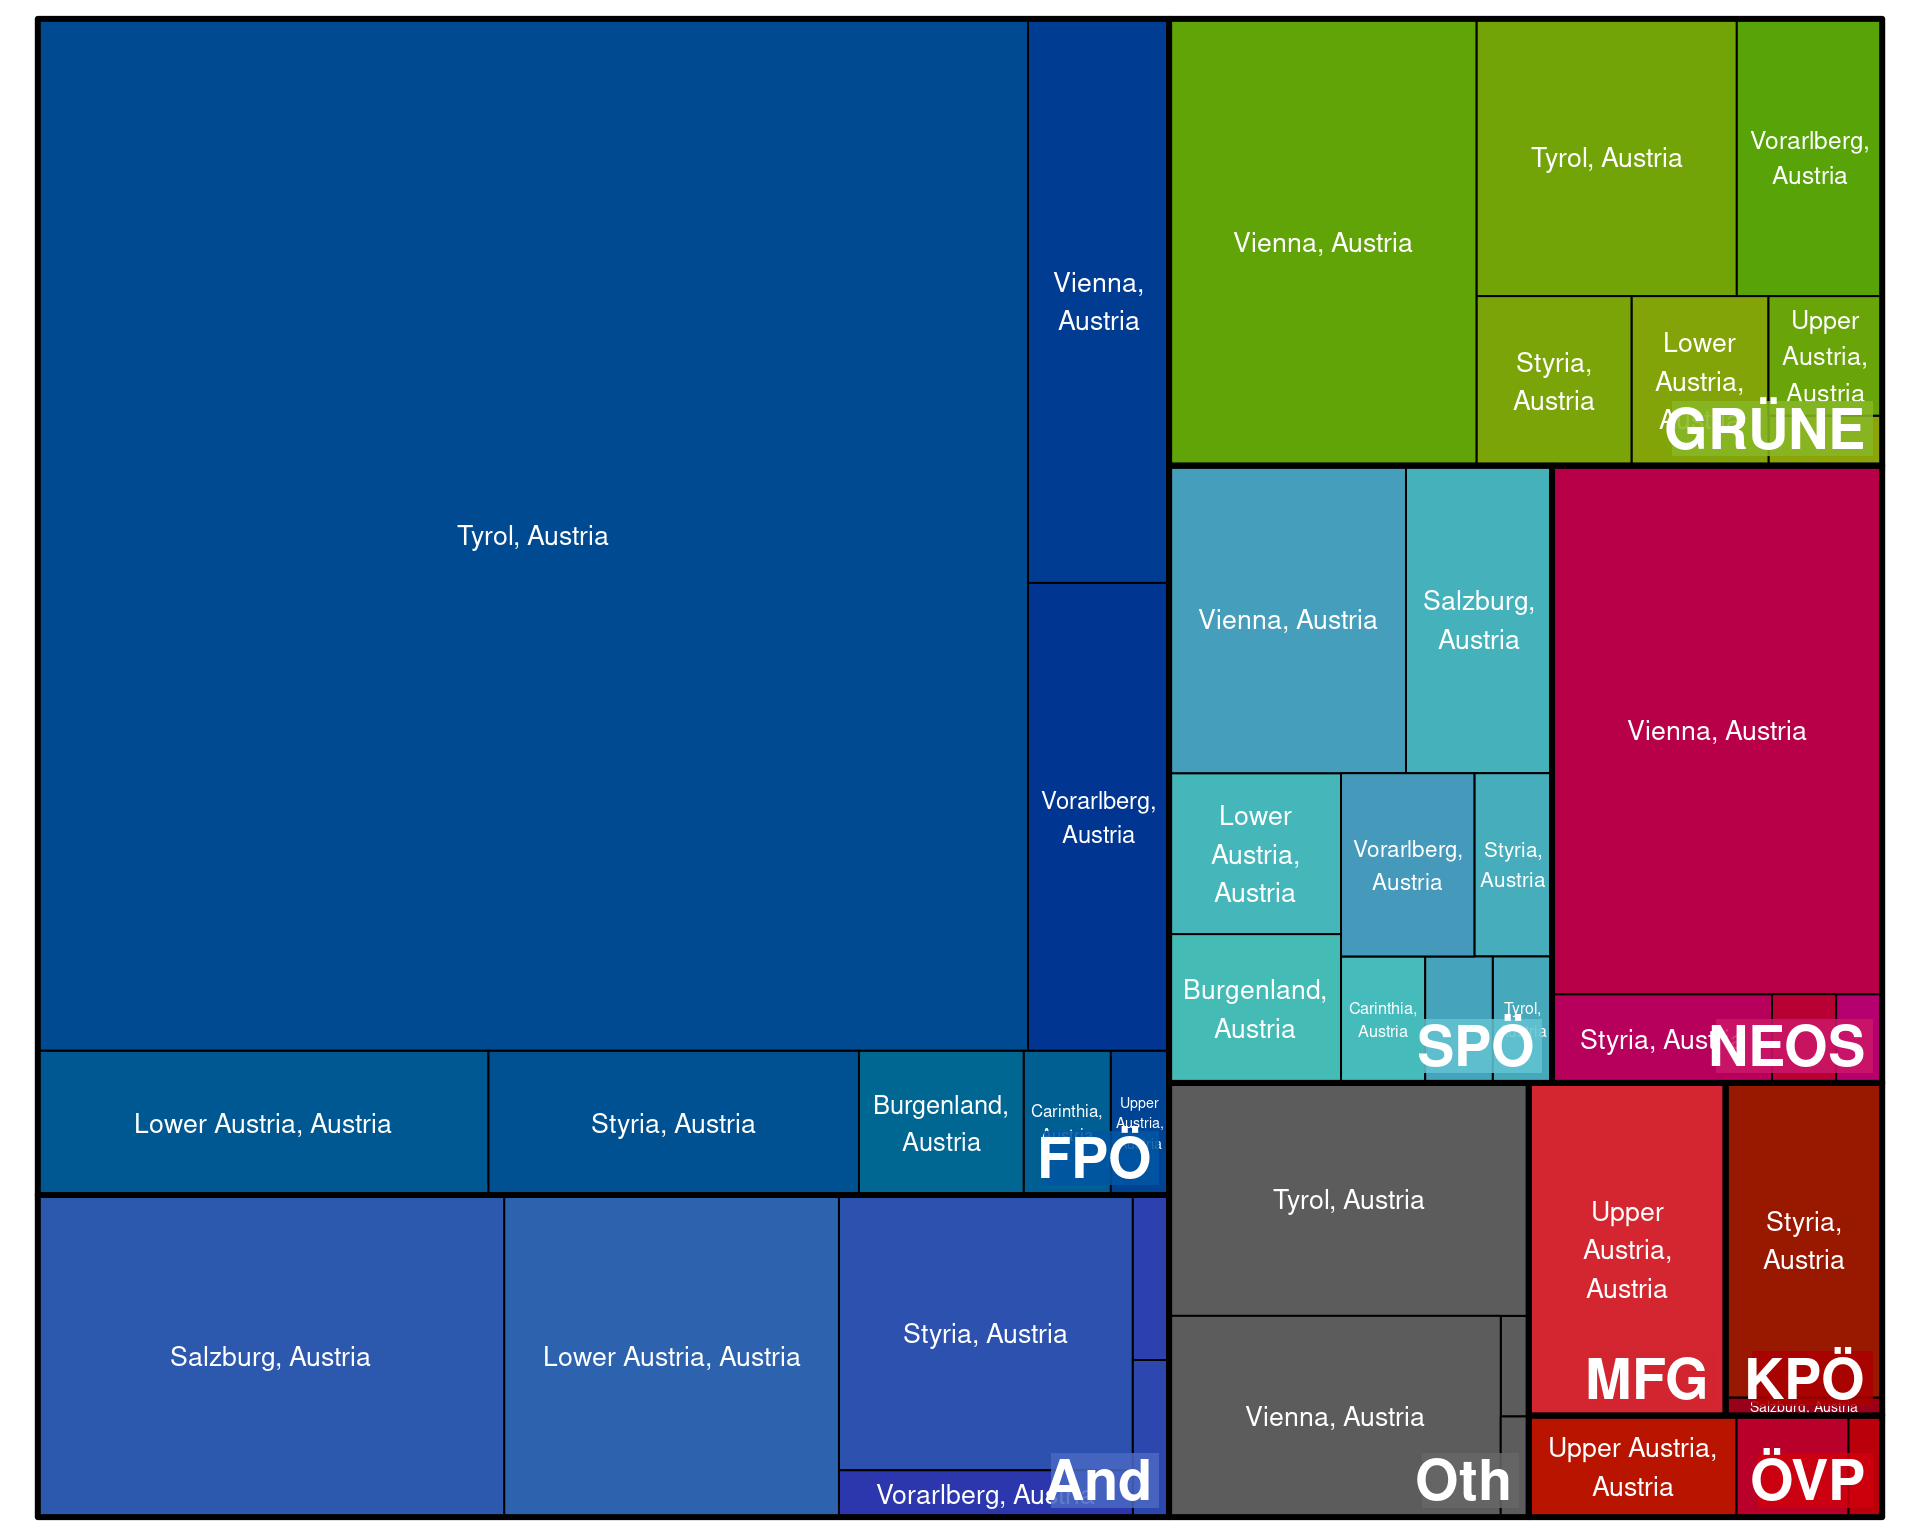 Tyrol, Austria
Vienna,
Austria
Vorarlberg,
Austria
Lower Austria, Austria
Styria, Austria
Burgenland,
Austria
Carinthia,
Austria
Upper
Austria,
FPÖ
Salzburg, Austria
Lower Austria, Austria
Styria, Austria
Vorarlberg, Austria
And
Vienna, Austria
Tyrol, Austria
Vorarlberg,
Austria
Styria,
Austria
Lower
Austria,
Upper
Austria,
Austria
GRÜNE
Vienna, Austria
Salzburg,
Austria
Lower
Austria,
Austria
Vorarlberg,
Austria
Styria,
Austria
Burgenland,
Austria
Carinthia,
Austria
Tyrol,
SPÖ
Vienna, Austria
Styria, Austria
NEOS
Tyrol, Austria
Vienna, Austria
Oth
Upper
Austria,
Austria
MFG
Styria,
Austria
KPÖ
Salzburg, Austria
Upper Austria,
Austria
ÖVP